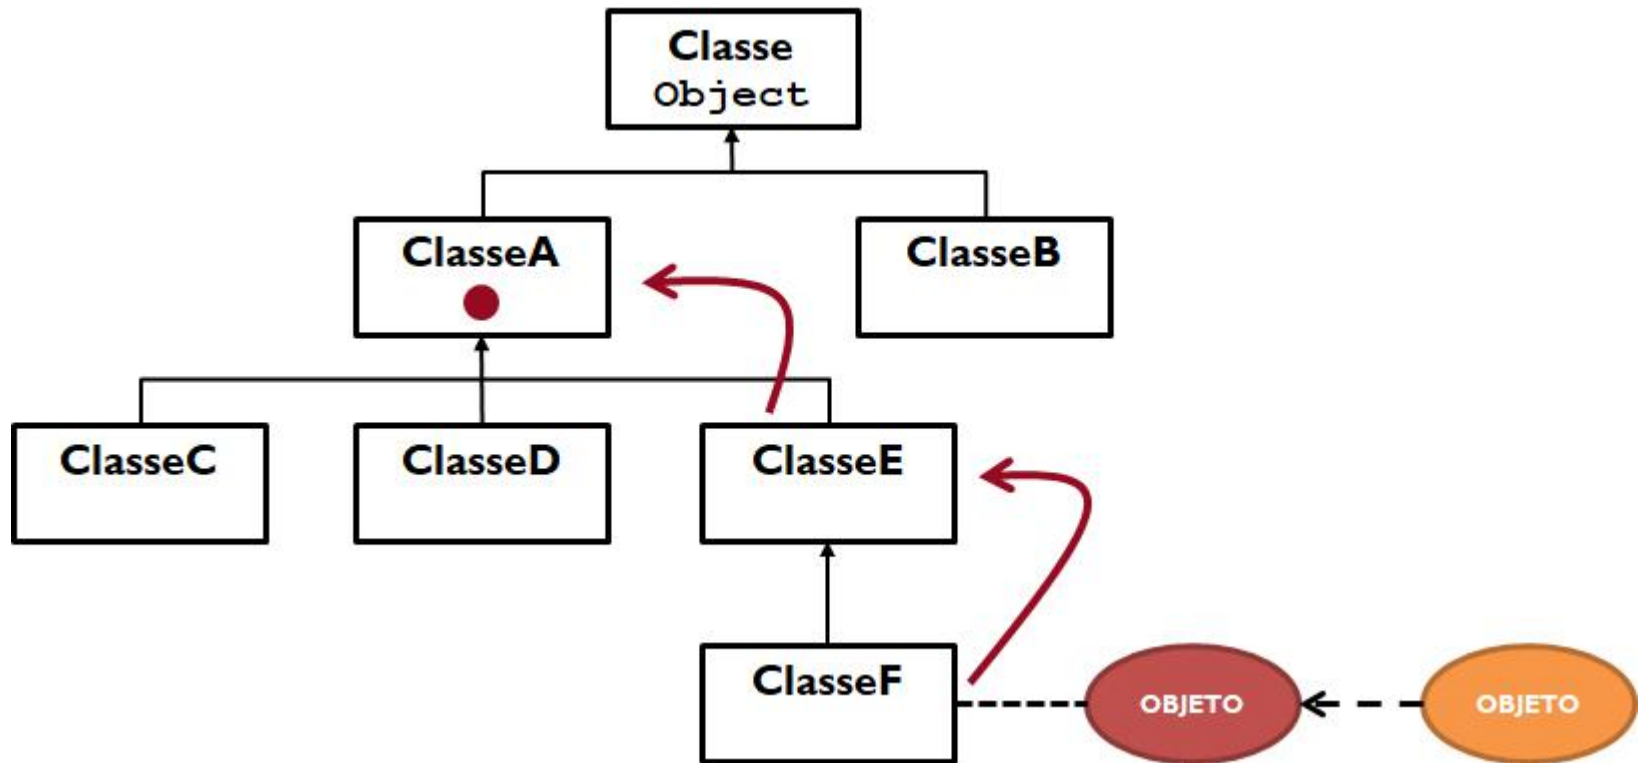 Classe
Object
ClasseA
ClasseB
ClasseC
ClasseD
ClasseE
ClasseF
OBJETO
OBJETO